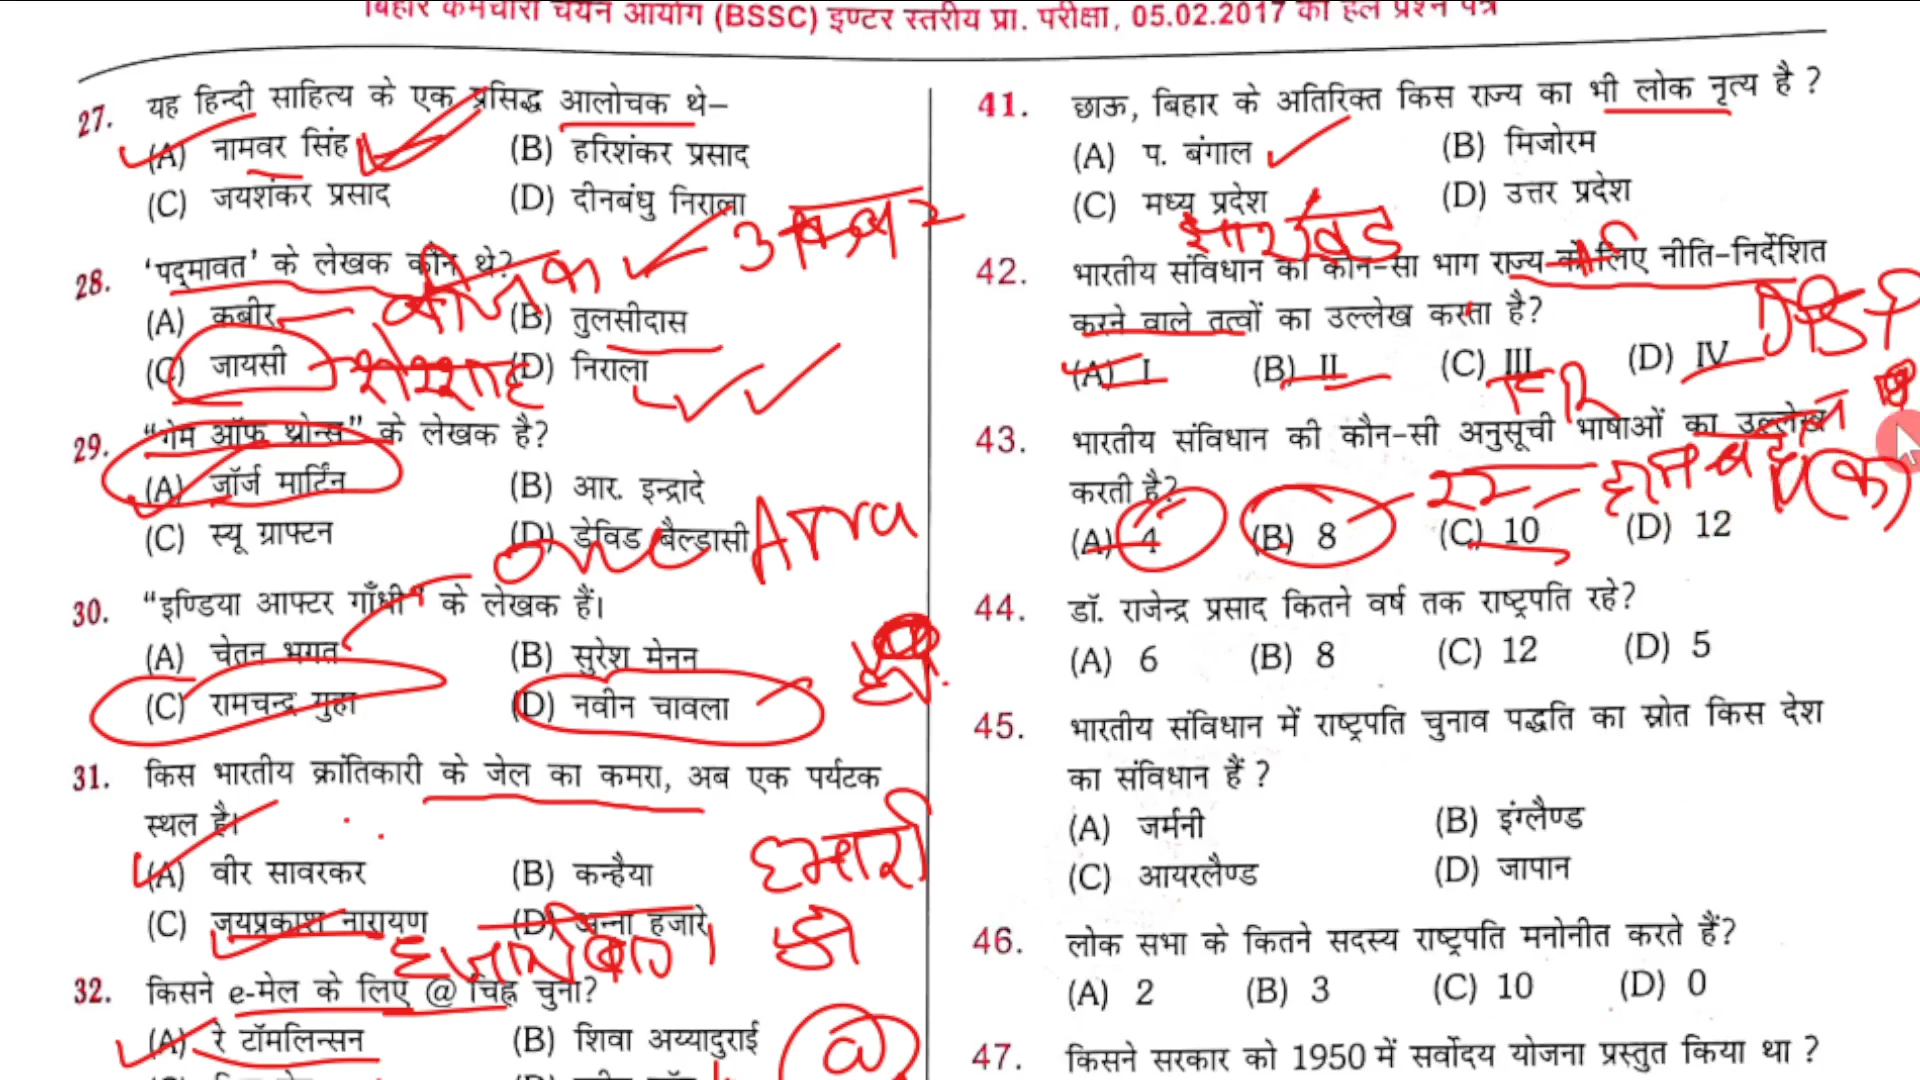 बिहार कर्मचारी चयन आयोग (BSSC) इण्टर स्तरीय प्रा. परीक्षा, 05.02.2017 का हल प्रश्न पत्र
27. यह हिन्दी साहित्य के एक प्रसिद्ध आलोचक थे–
(A) नामवर सिंह (B) हरिशंकर प्रसाद
(C) जयशंकर प्रसाद (D) दीनबंधु निराला
28. ‘पद्मावत’ के लेखक कौन थे?
(A) कबीर (B) तुलसीदास
(C) जायसी (D) निराला
शेरशाह
29. “गेम ऑफ थ्रोन्स” के लेखक है?
(A) जॉर्ज मार्टिन (B) आर. इन्द्रादे
(C) स्यू ग्राफ्टन (D) डेविड बैल्डासी
one Arra
30. “इण्डिया आफ्टर गाँधी” के लेखक हैं।
(A) चेतन भगत (B) सुरेश मेनन
(C) रामचन्द्र गुहा (D) नवीन चावला
31. किस भारतीय क्रांतिकारी के जेल का कमरा, अब एक पर्यटक
स्थल है।
(A) वीर सावरकर (B) कन्हैया
(C) जयप्रकाश नारायण (D) अन्ना हजारे
हजारीबाग
32. किसने e-मेल के लिए @ चिह्न चुना?
(A) रे टॉमलिन्सन (B) शिवा अय्यादुराई
@
41. छाऊ, बिहार के अतिरिक्त किस राज्य का भी लोक नृत्य है ?
(A) प. बंगाल (B) मिजोरम
(C) मध्य प्रदेश (D) उत्तर प्रदेश
झारखंड
42. भारतीय संविधान का कौन-सा भाग राज्य के लिए नीति-निर्देशित
करने वाले तत्वों का उल्लेख करता है?
(A) I (B) II (C) III (D) IV
43. भारतीय संविधान की कौन-सी अनुसूची भाषाओं का उल्लेख
करती है?
(A) 4 (B) 8 (C) 10 (D) 12
44. डॉ. राजेन्द्र प्रसाद कितने वर्ष तक राष्ट्रपति रहे?
(A) 6 (B) 8 (C) 12 (D) 5
45. भारतीय संविधान में राष्ट्रपति चुनाव पद्धति का स्रोत किस देश
का संविधान हैं ?
(A) जर्मनी (B) इंग्लैण्ड
(C) आयरलैण्ड (D) जापान
46. लोक सभा के कितने सदस्य राष्ट्रपति मनोनीत करते हैं?
(A) 2 (B) 3 (C) 10 (D) 0
47. किसने सरकार को 1950 में सर्वोदय योजना प्रस्तुत किया था ?